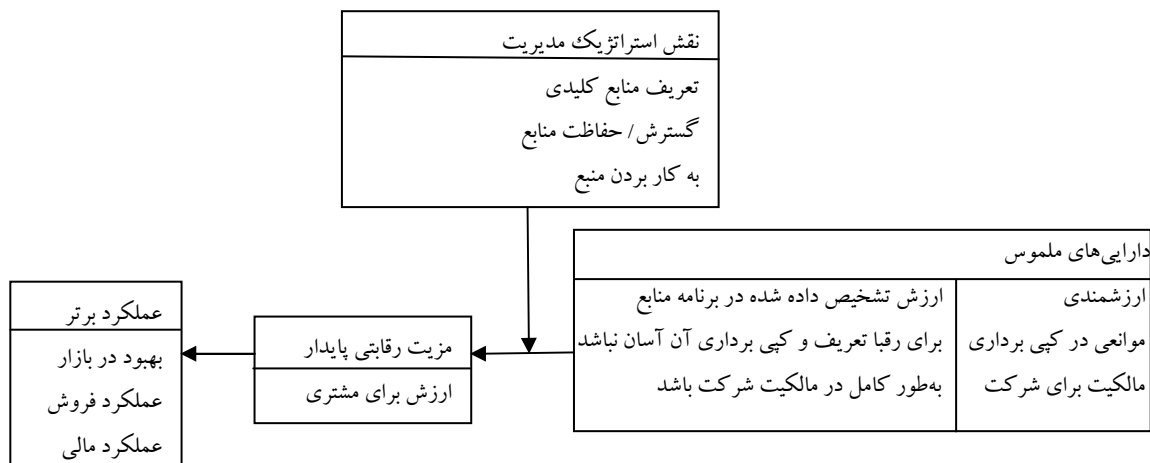 نقش استراتژیک مدیریت
تعریف منابع کلیدی
گسترش/ حفاظت منابع
به کار بردن منبع
دارایی‌های ملموس
ارزشمندی
موانعی در کپی برداری
مالکیت برای شرکت
ارزش تشخیص داده شده در برنامه منابع
برای رقبا تعریف و کپی برداری آن آسان نباشد
به‌طور کامل در مالکیت شرکت باشد
مزیت رقابتی پایدار
ارزش برای مشتری
عملکرد برتر
بهبود در بازار
عملکرد فروش
عملکرد مالی